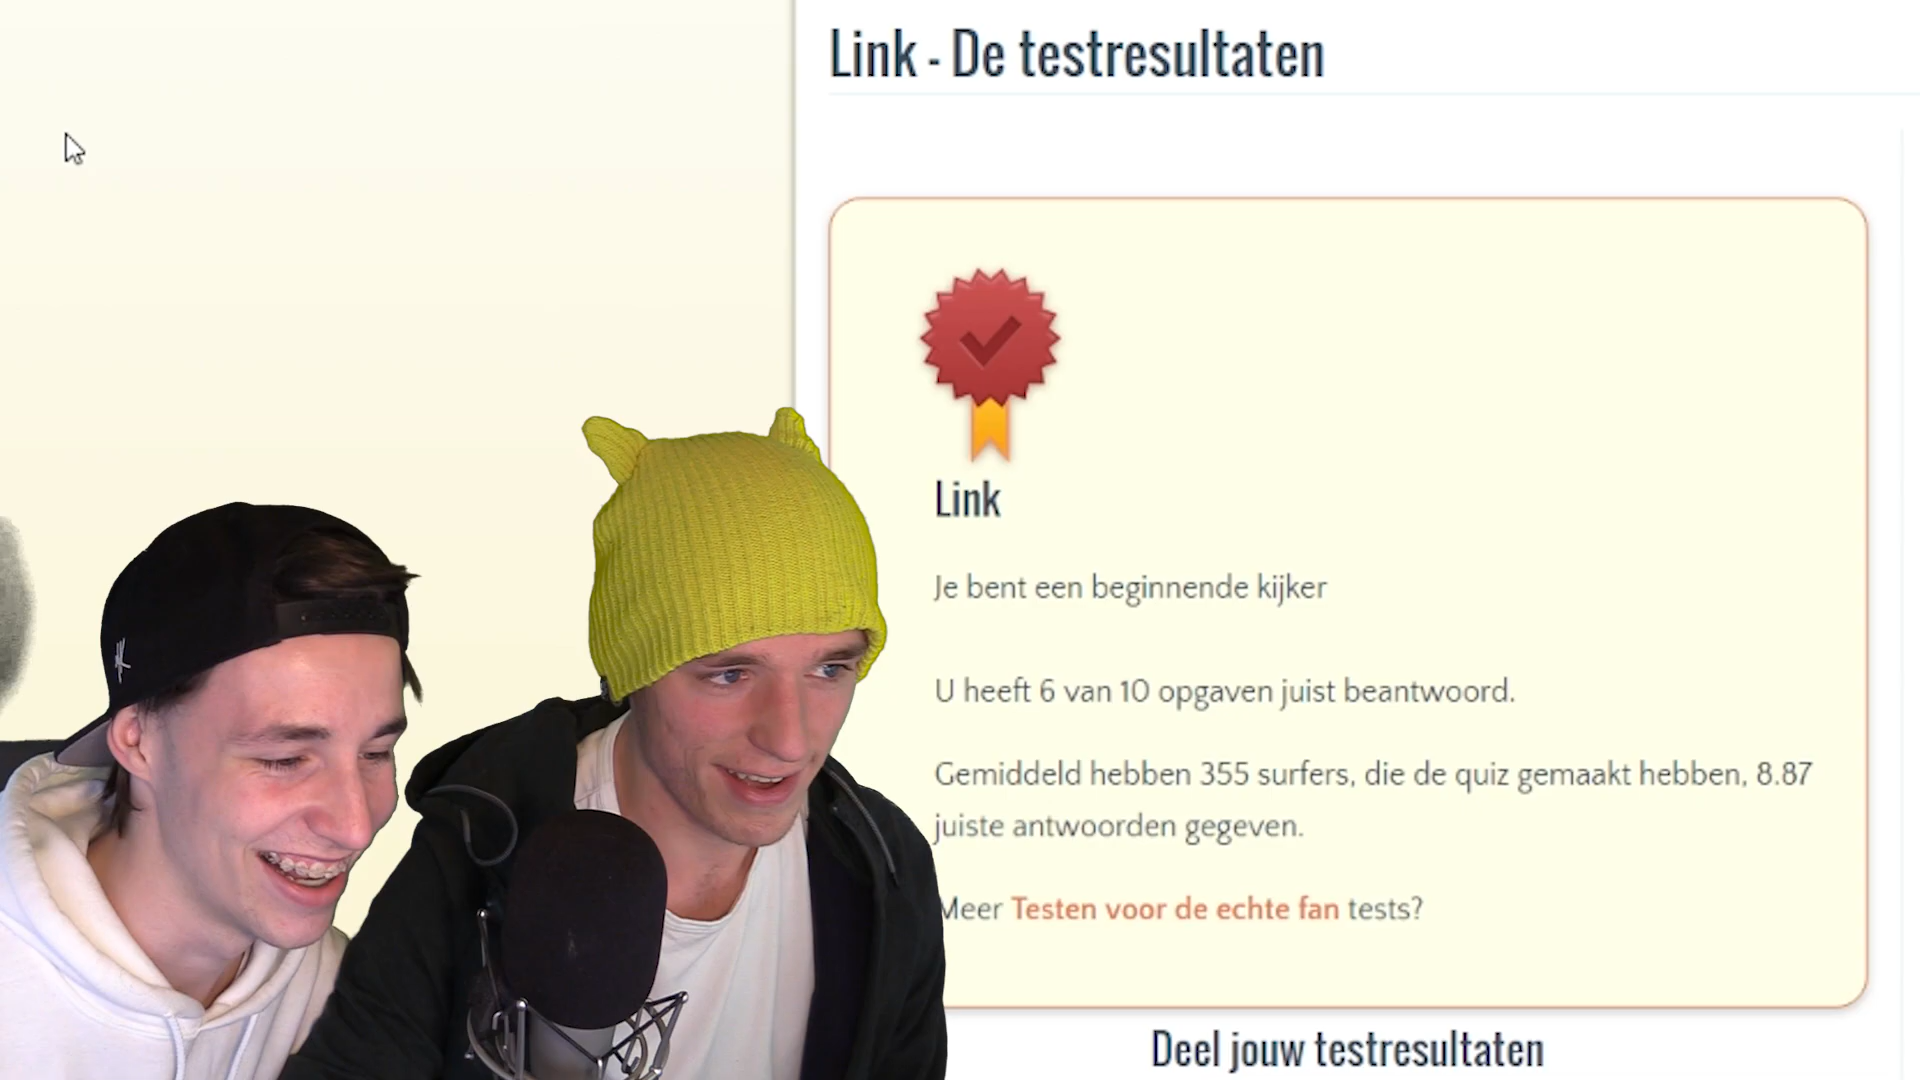 Link - De testresultaten
Link
Je bent een beginnende kijker
U heeft 6 van 10 opgaven juist beantwoord.
Gemiddeld hebben 355 surfers, die de quiz gemaakt hebben, 8.87
juiste antwoorden gegeven.
Meer Testen voor de echte fan tests?
Deel jouw testresultaten